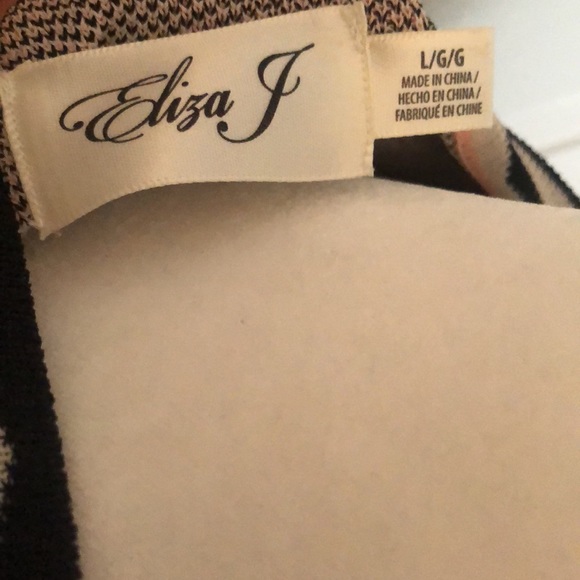 Eliza J
L/G/G
MADE IN CHINA/
HECHO EN CHINA/
FABRIQUÉ EN CHINE